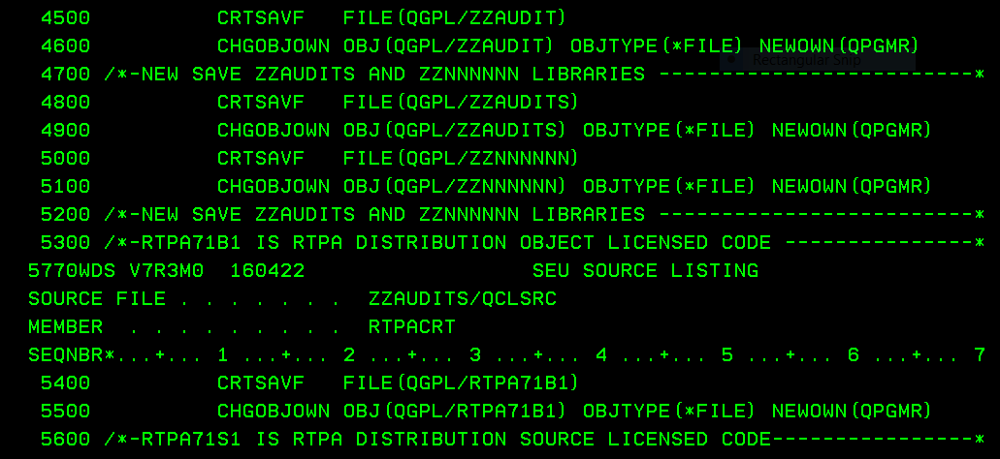 4500 CRTSAVF FILE(QGPL/ZZAUDIT)
4600 CHGOBJOWN OBJ(QGPL/ZZAUDIT) OBJTYPE(*FILE) NEWOWN(QPGMR)
Rectangular Snip
4700 /*-NEW SAVE ZZAUDITS AND ZZNNNNNN LIBRARIES -------------------------*
4800 CRTSAVF FILE(QGPL/ZZAUDITS)
4900 CHGOBJOWN OBJ(QGPL/ZZAUDITS) OBJTYPE(*FILE) NEWOWN(QPGMR)
5000 CRTSAVF FILE(QGPL/ZZNNNNNN)
5100 CHGOBJOWN OBJ(QGPL/ZZNNNNNN) OBJTYPE(*FILE) NEWOWN(QPGMR)
5200 /*-NEW SAVE ZZAUDITS AND ZZNNNNNN LIBRARIES -------------------------*
5300 /*-RTPA71B1 IS RTPA DISTRIBUTION OBJECT LICENSED CODE ---------------*
5770WDS V7R3M0 160422 SEU SOURCE LISTING
SOURCE FILE . . . . . . . ZZAUDITS/QCLSRC
MEMBER . . . . . . . . . RTPACRT
SEQNBR*...+... 1 ...+... 2 ...+... 3 ...+... 4 ...+... 5 ...+... 6 ...+... 7
5400 CRTSAVF FILE(QGPL/RTPA71B1)
5500 CHGOBJOWN OBJ(QGPL/RTPA71B1) OBJTYPE(*FILE) NEWOWN(QPGMR)
5600 /*-RTPA71S1 IS RTPA DISTRIBUTION SOURCE LICENSED CODE----------------*